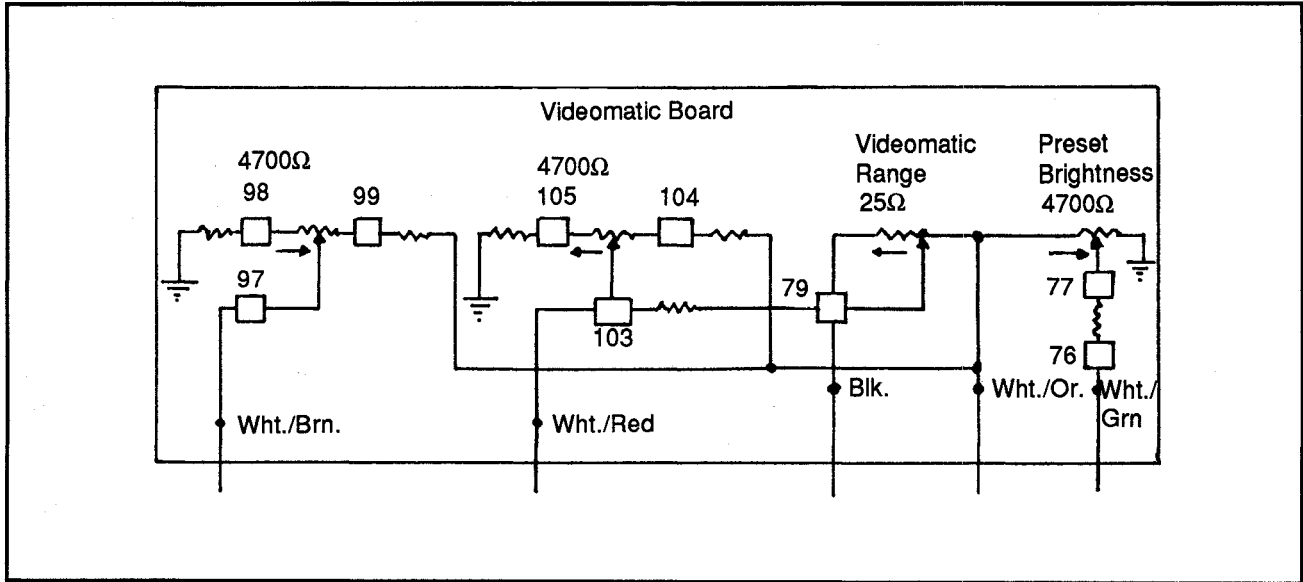 Videomatic Board
4700Ω
98
99
97
Wht./Brn.
4700Ω
105
104
103
Wht./Red
Videomatic
Range
25Ω
79
Blk.
Wht./Or.
Preset
Brightness
4700Ω
77
76
Wht./
Grn